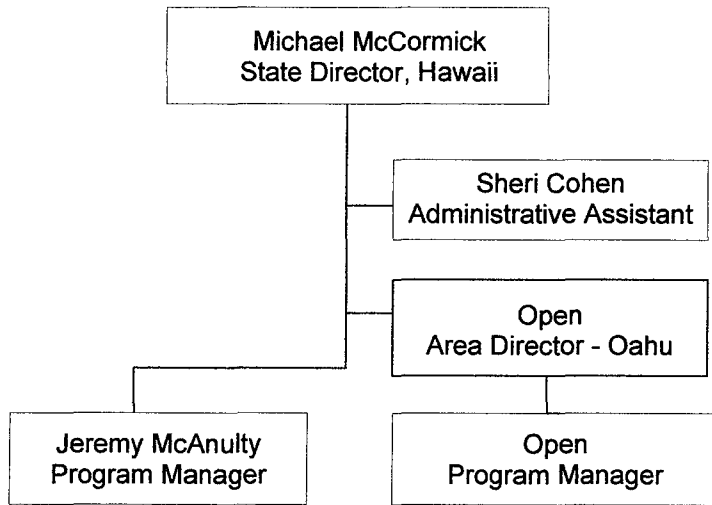 Michael McCormick
State Director, Hawaii
Sheri Cohen
Administrative Assistant
Open
Area Director - Oahu
Jeremy McAnulty
Program Manager
Open
Program Manager